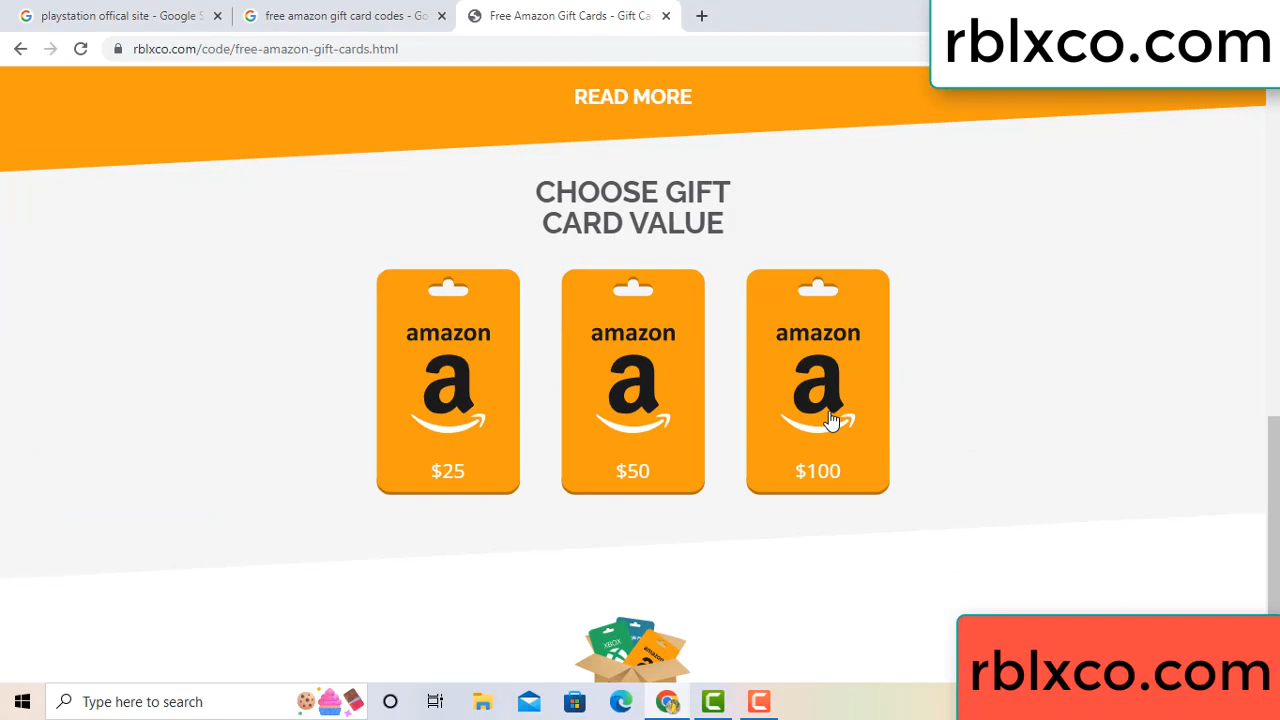 playstation offical site - Google S
free amazon gift card codes - Go
Free Amazon Gift Cards - Gift Ca
rblxco.com/code/free-amazon-gift-cards.html
rblxco.com
READ MORE
CHOOSE GIFT
CARD VALUE
amazon amazon amazon
a a a
$25 $50 $100
XBOX
amazon
rblxco.com
Type here to search